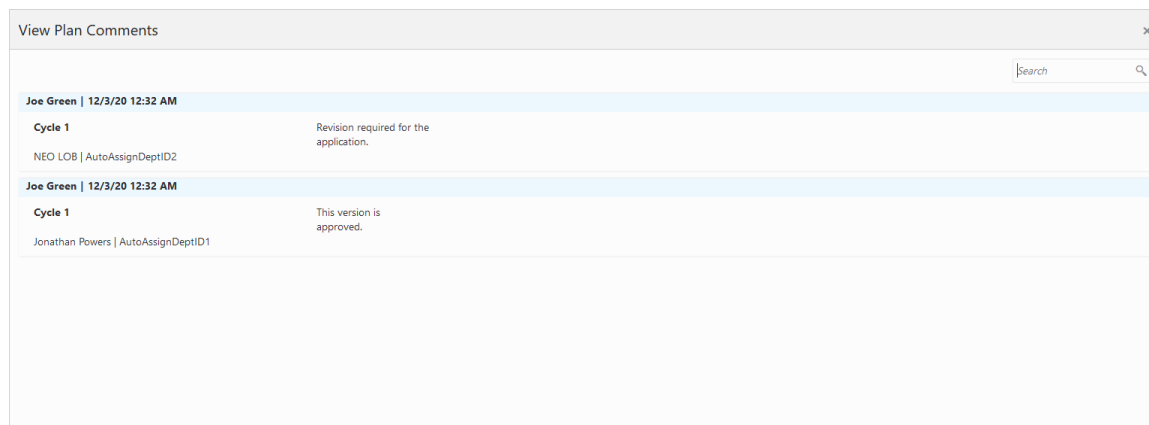 View Plan Comments
Search
Joe Green | 12/3/20 12:32 AM
Cycle 1
Revision required for the
application.
NEO LOB | AutoAssignDeptID2
Joe Green | 12/3/20 12:32 AM
Cycle 1
This version is
approved.
Jonathan Powers | AutoAssignDeptID1